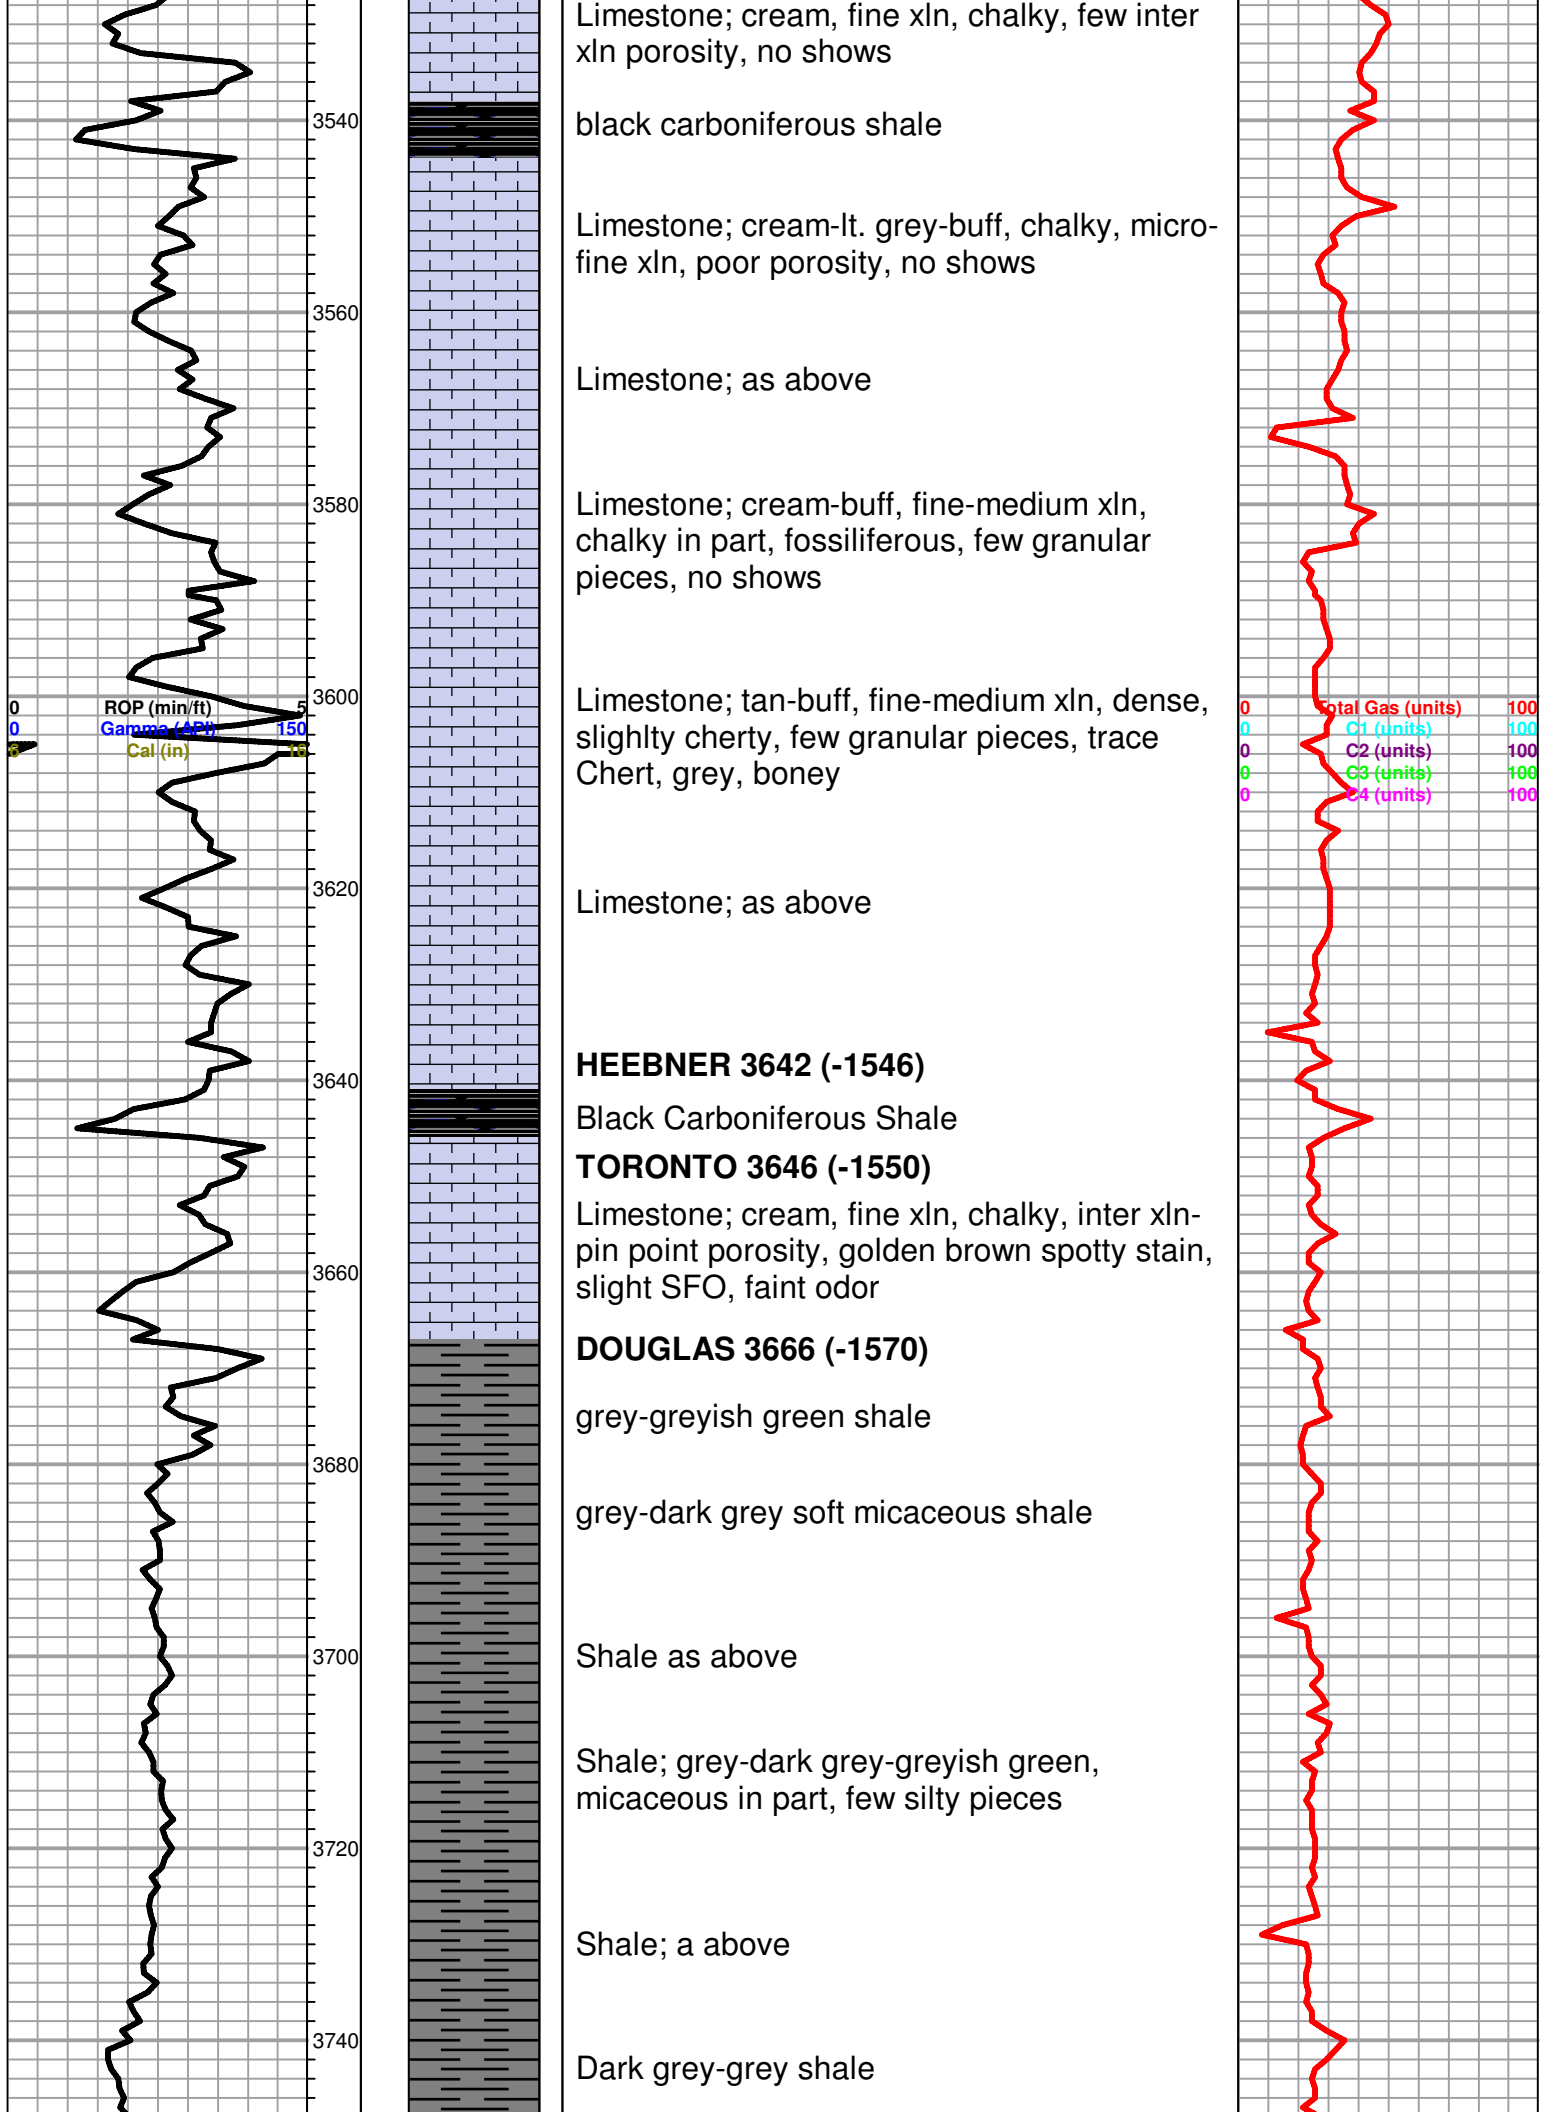 Limestone; cream, fine xln, chalky, few inter
xln porosity, no shows
3540
black carboniferous shale
Limestone; cream-lt. grey-buff, chalky, micro-
fine xln, poor porosity, no shows
3560
Limestone; as above
3580
Limestone; cream-buff, fine-medium xln,
chalky in part, fossiliferous, few granular
pieces, no shows
3600
0 ROP (min/ft) 5
0 Gamma (API) 150
6 Cal (in) 16
Limestone; tan-buff, fine-medium xln, dense,
slighlty cherty, few granular pieces, trace
Chert, grey, boney
0 Total Gas (units) 100
C1 (units) 100
0 C2 (units) 100
0 C3 (units) 100
0 C4 (units) 100
3620
Limestone; as above
HEEBNER 3642 (-1546)
3640
Black Carboniferous Shale
TORONTO 3646 (-1550)
Limestone; cream, fine xln, chalky, inter xln-
pin point porosity, golden brown spotty stain,
slight SFO, faint odor
3660
DOUGLAS 3666 (-1570)
grey-greyish green shale
3680
grey-dark grey soft micaceous shale
3700
Shale as above
Shale; grey-dark grey-greyish green,
micaceous in part, few silty pieces
3720
Shale; a above
3740
Dark grey-grey shale